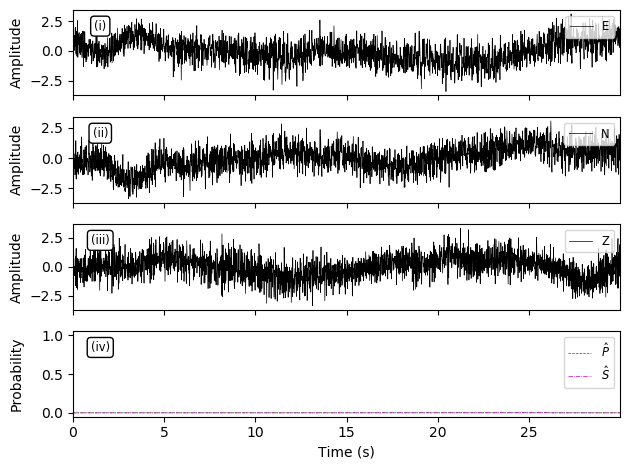 Amplitude
2.5
0.0
−2.5
(i)
E
Amplitude
2.5
0.0
−2.5
(ii)
N
Amplitude
2.5
0.0
−2.5
(iii)
Z
Probability
1.0
0.5
0.0
(iv)
P̂
Ŝ
0 5 10 15 20 25
Time (s)